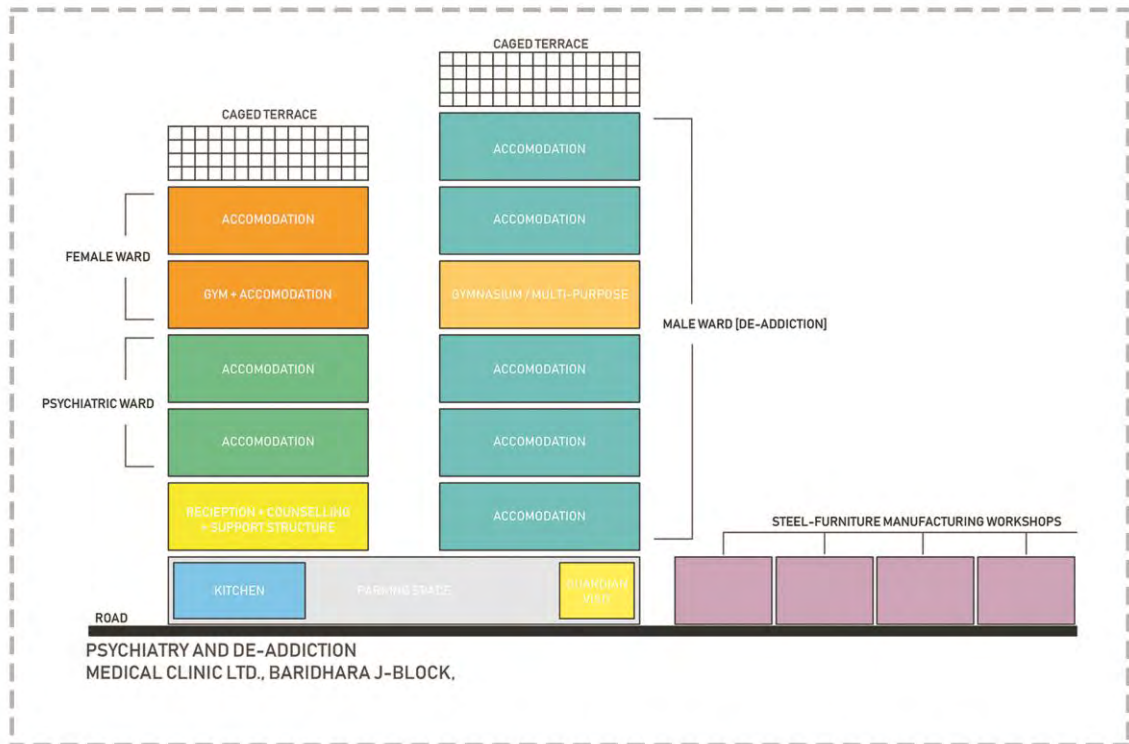 CAGED TERRACE
CAGED TERRACE
ACCOMODATION
ACCOMODATION
GYMNASIUM / MULTI-PURPOSE
ACCOMODATION
ACCOMODATION
ACCOMODATION
MALE WARD [DE-ADDICTION]
FEMALE WARD
ACCOMODATION
GYM + ACCOMODATION
PSYCHIATRIC WARD
ACCOMODATION
ACCOMODATION
RECIEPTION + COUNSELLING
+ SUPPORT STRUCTURE
KITCHEN
PARKING SPACE
GUARDIAN
VISIT
STEEL-FURNITURE MANUFACTURING WORKSHOPS
ROAD
PSYCHIATRY AND DE-ADDICTION
MEDICAL CLINIC LTD., BARIDHARA J-BLOCK,